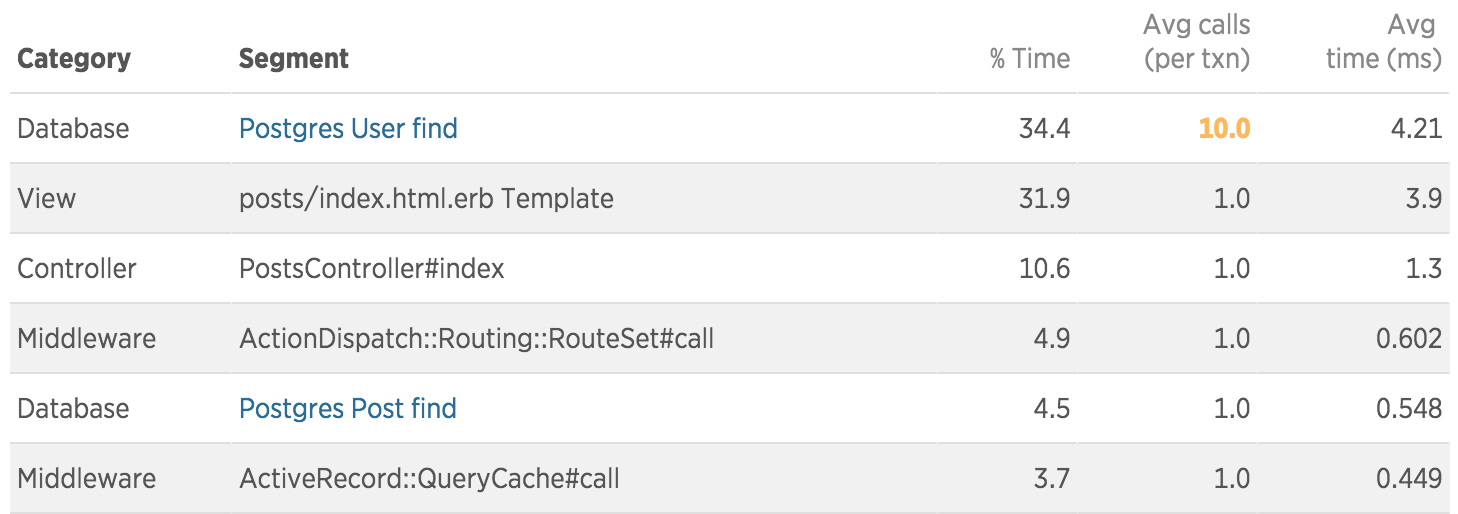 Category Segment % Time Avg calls (per txn) Avg time (ms)
Database Postgres User find 34.4 10.0 4.21
View posts/index.html.erb Template 31.9 1.0 3.9
Controller PostsController#index 10.6 1.0 1.3
Middleware ActionDispatch::Routing::RouteSet#call 4.9 1.0 0.602
Database Postgres Post find 4.5 1.0 0.548
Middleware ActiveRecord::QueryCache#call 3.7 1.0 0.449